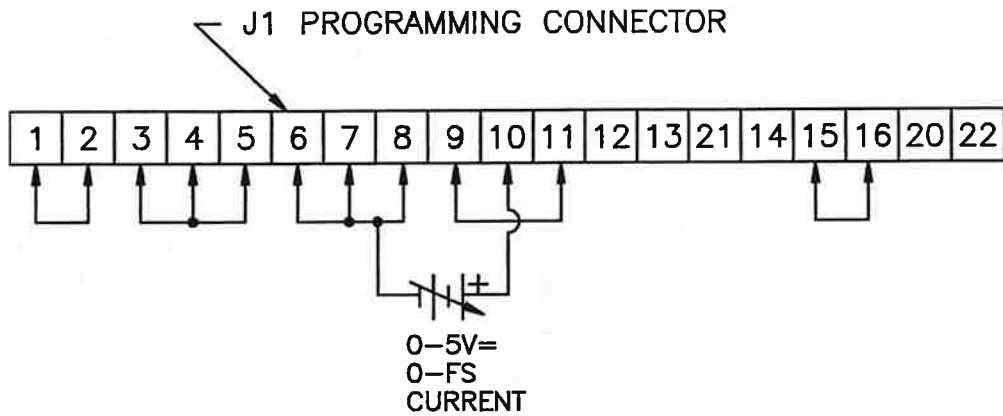 J1 PROGRAMMING CONNECTOR
1 2 3 4 5 6 7 8 9 10 11 12 13 21 14 15 16 20 22
+
0-5V=
0-FS
CURRENT